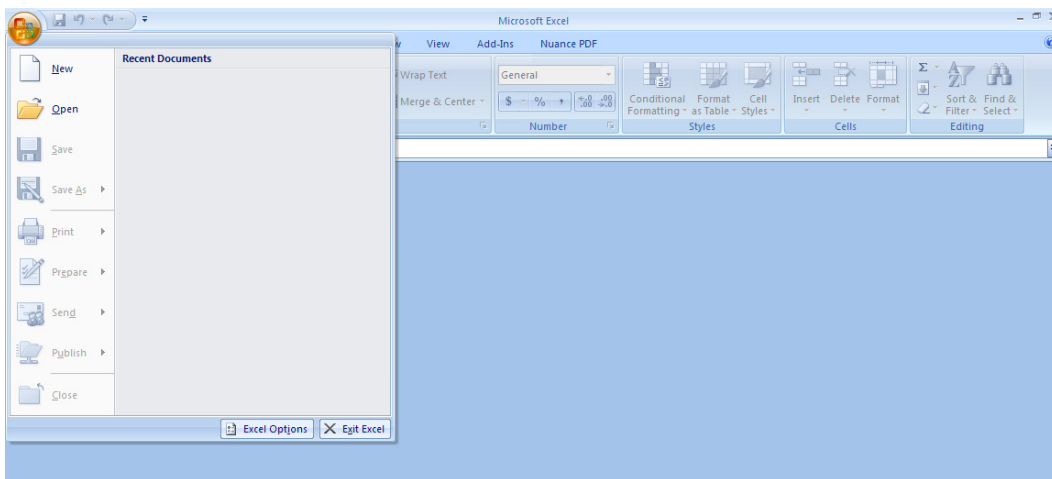 Microsoft Excel
View Add-Ins Nuance PDF
Recent Documents
New
Open
Save
Save As
Print
Prepare
Send
Publish
Close
Excel Options Exit Excel
Wrap Text
Merge & Center
General
$ % ,
Number
Conditional Formatting
Format as Table
Cell Styles
Styles
Insert Delete Format
Cells
Σ
Sort & Filter
Find & Select
Editing